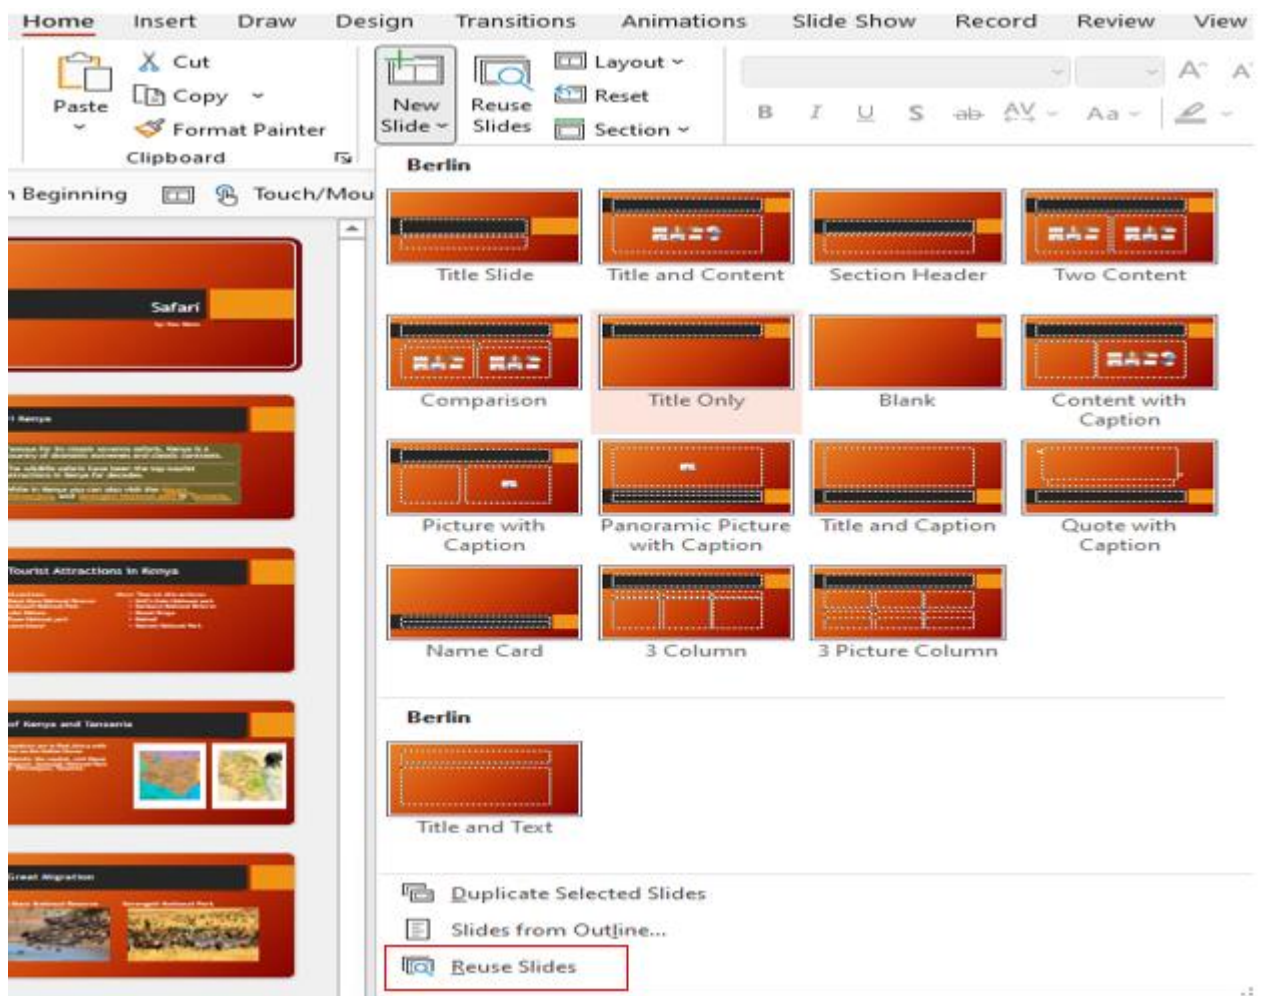 Home Insert Draw Design Transitions Animations Slide Show Record Review View
Paste
Cut
Copy
Format Painter
Clipboard
New Slide
Reuse Slides
Layout
Reset
Section
B I U S ab AV Aa A A
Beginning Touch/Mou
Safari
Kenya
Tourist Attractions in Kenya
of Kenya and Tanzania
Great Migration
Berlin
Title Slide
Title and Content
Section Header
Two Content
Comparison
Title Only
Blank
Content with
Caption
Picture with
Caption
Panoramic Picture
with Caption
Title and Caption
Quote with
Caption
Name Card
3 Column
3 Picture Column
Berlin
Title and Text
Duplicate Selected Slides
Slides from Outline...
Reuse Slides